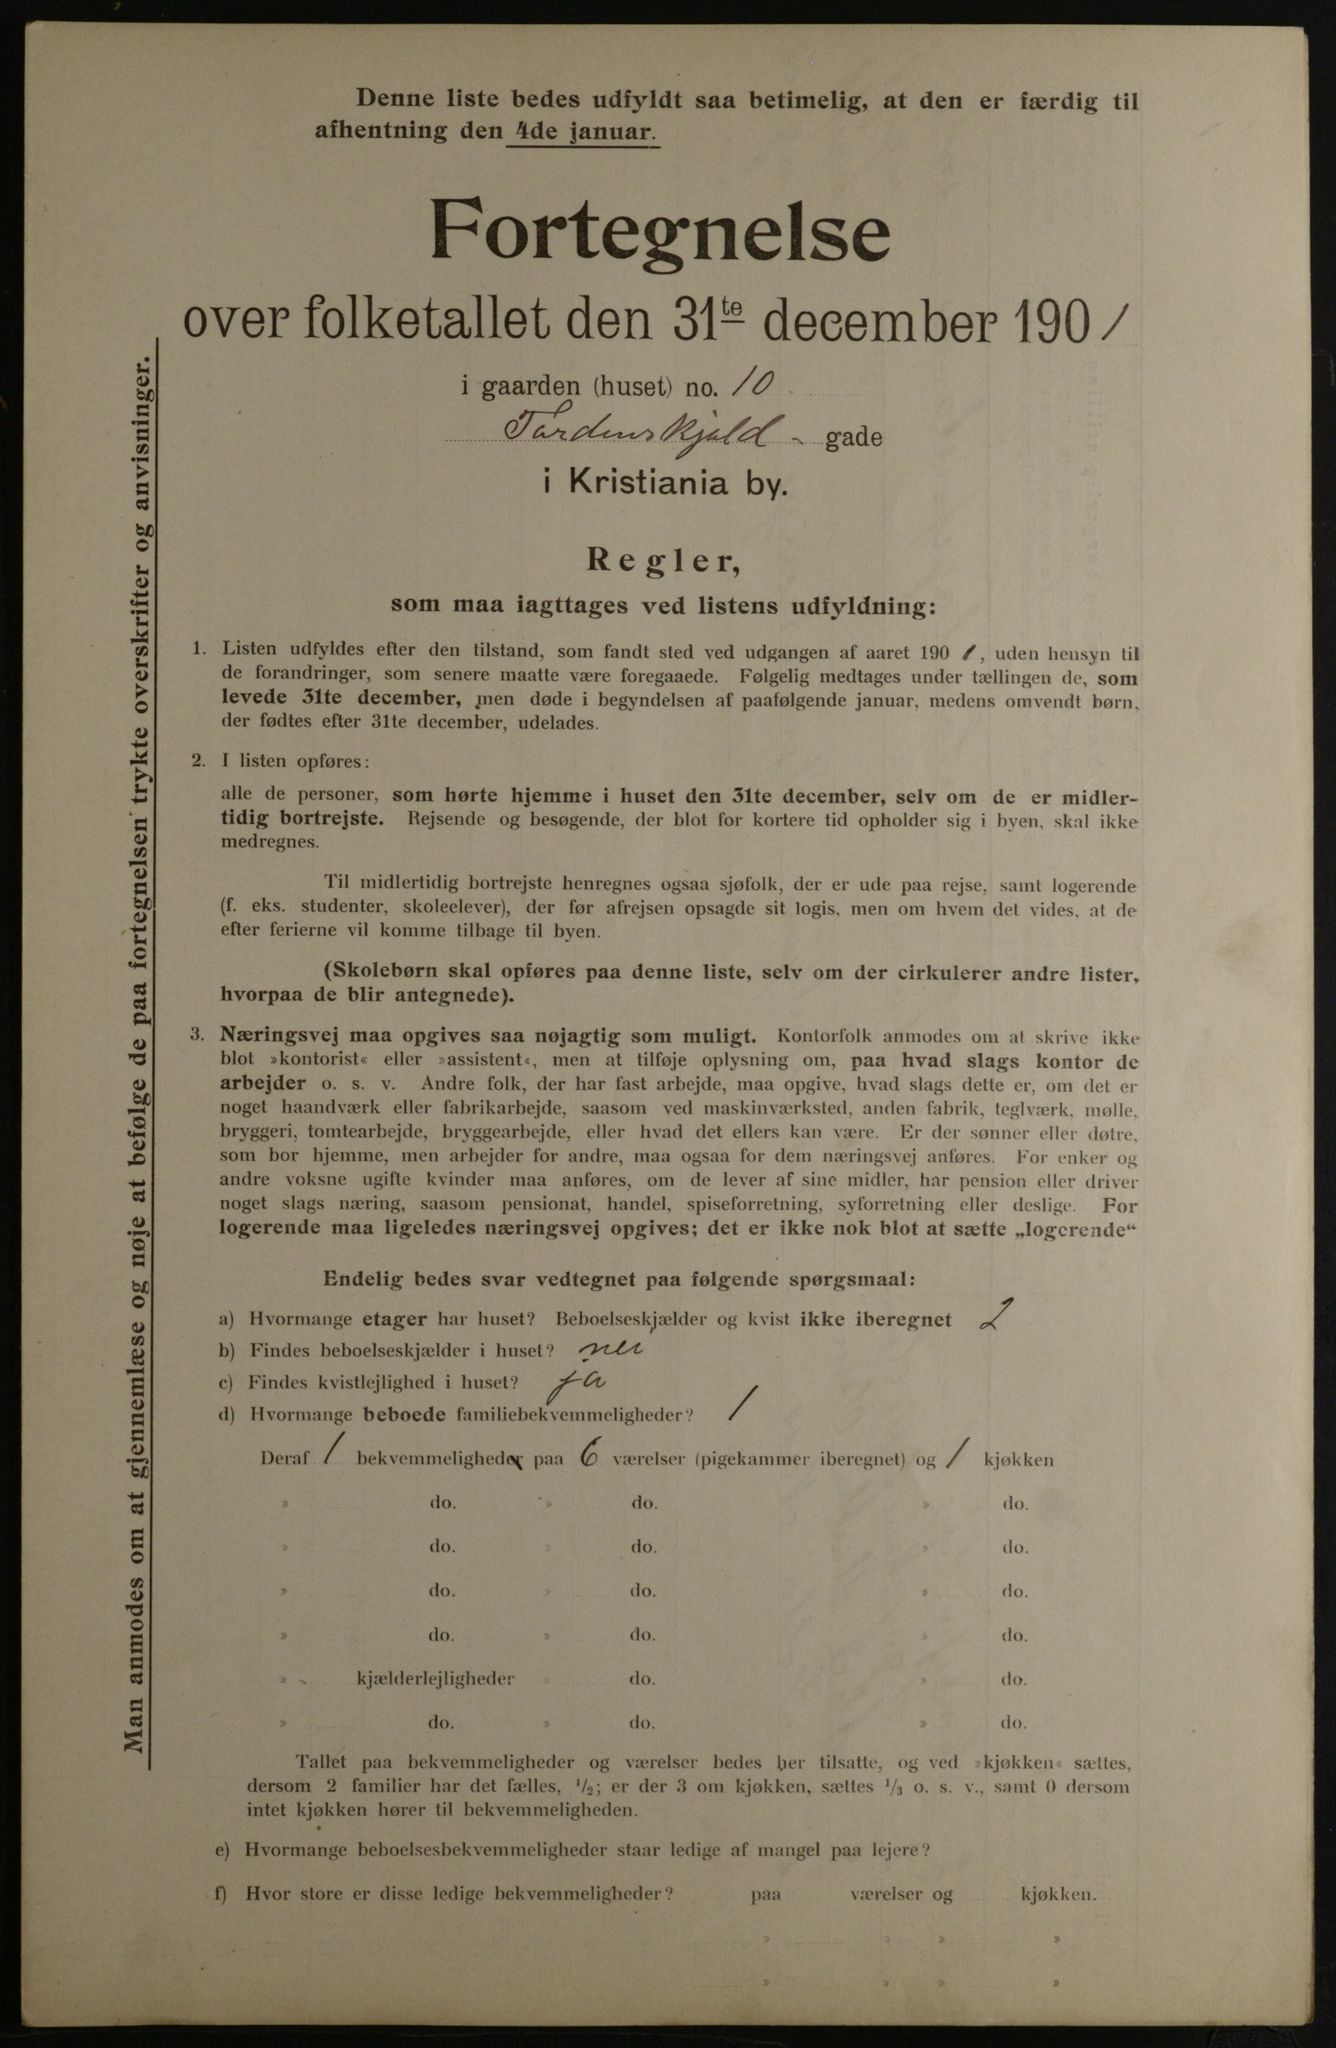 Denne liste bedes udfyldt saa betimelig, at den er færdig til
afhentning den 4de januar.
Fortegnelse
over folketallet den 31te december 190 1
i gaarden (huset) no. 10
Tordenskjold - gade
i Kristiania by.
Regler,
som maa iagttages ved listens udfyldning:
1. Listen udfyldes efter den tilstand, som fandt sted ved udgangen af aaret 190 1, uden hensyn til
de forandringer, som senere maatte være foregaaede. Følgelig medtages under tællingen de, som
levede 31te december, men døde i begyndelsen af paafølgende januar, medens omvendt børn,
der fødtes efter 31te december, udelades.
2. I listen opføres:
alle de personer, som hørte hjemme i huset den 31te december, selv om de er midler-
tidig bortrejste. Rejsende og besøgende, der blot for kortere tid opholder sig i byen, skal ikke
medregnes.
Til midlertidig bortrejste henregnes ogsaa sjøfolk, der er ude paa rejse, samt logerende
(f. eks. studenter, skoleelever), der før afrejsen opsagde sit logis, men om hvem det vides, at de
efter ferierne vil komme tilbage til byen.
(Skolebørn skal opføres paa denne liste, selv om der cirkulerer andre lister,
hvorpaa de blir antegnede).
3. Næringsvej maa opgives saa nøjagtig som muligt. Kontorfolk anmodes om at skrive ikke
blot »kontorist« eller »assistent«, men at tilføje oplysning om, paa hvad slags kontor de
arbejder o. s. v. Andre folk, der har fast arbejde, maa opgive, hvad slags dette er, om det er
noget haandværk eller fabrikarbejde, saasom ved maskinværksted, anden fabrik, teglværk, mølle,
bryggeri, tomtearbejde, bryggearbejde, eller hvad det ellers kan være. Er der sønner eller døtre,
som bor hjemme, men arbejder for andre, maa ogsaa for dem næringsvej anføres. For enker og
andre voksne ugifte kvinder maa anføres, om de lever af sine midler, har pension eller driver
noget slags næring, saasom pensionat, handel, spiseforretning, syforretning eller deslige. For
logerende maa ligeledes næringsvej opgives; det er ikke nok blot at sætte „logerende“
Endelig bedes svar vedtegnet paa følgende spørgsmaal:
a) Hvormange etager har huset? Beboelseskjælder og kvist ikke iberegnet 2
b) Findes beboelseskjælder i huset? nei
c) Findes kvistlejlighed i huset? ja
d) Hvormange beboede familiebekvemmeligheder? 1
Deraf 1 bekvemmeligheder paa 6 værelser (pigekammer iberegnet) og 1 kjøkken
» do. » do. » do.
» do. » do. » do.
» do. » do. » do.
» do. » do. » do.
» kjælderlejligheder » do. » do.
» do. » do. » do.
Tallet paa bekvemmeligheder og værelser bedes her tilsatte, og ved »kjøkken« sættes,
dersom 2 familier har det fælles, 1/2; er der 3 om kjøkken, sættes 1/3 o. s. v., samt 0 dersom
intet kjøkken hører til bekvemmeligheden.
e) Hvormange beboelsesbekvemmeligheder staar ledige af mangel paa lejere?
f) Hvor store er disse ledige bekvemmeligheder? paa værelser og kjøkken.
» » » »
» » » »
Man anmodes om at gjennemlæse og nøje at befølge de paa fortegnelsen trykte overskrifter og anvisninger.